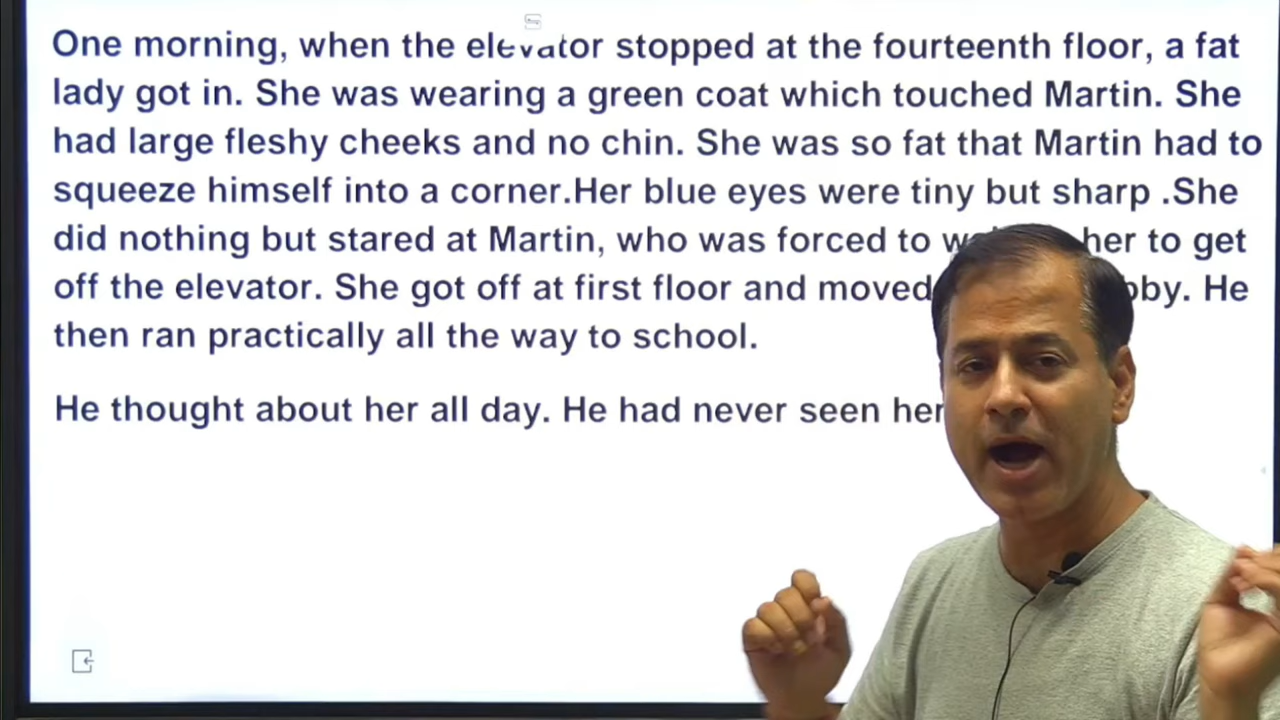 One morning, when the elevator stopped at the fourteenth floor, a fat
lady got in. She was wearing a green coat which touched Martin. She
had large fleshy cheeks and no chin. She was so fat that Martin had to
squeeze himself into a corner.Her blue eyes were tiny but sharp .She
did nothing but stared at Martin, who was forced to her to get
off the elevator. She got off at first floor and moved He
then ran practically all the way to school.
He thought about her all day. He had never seen her